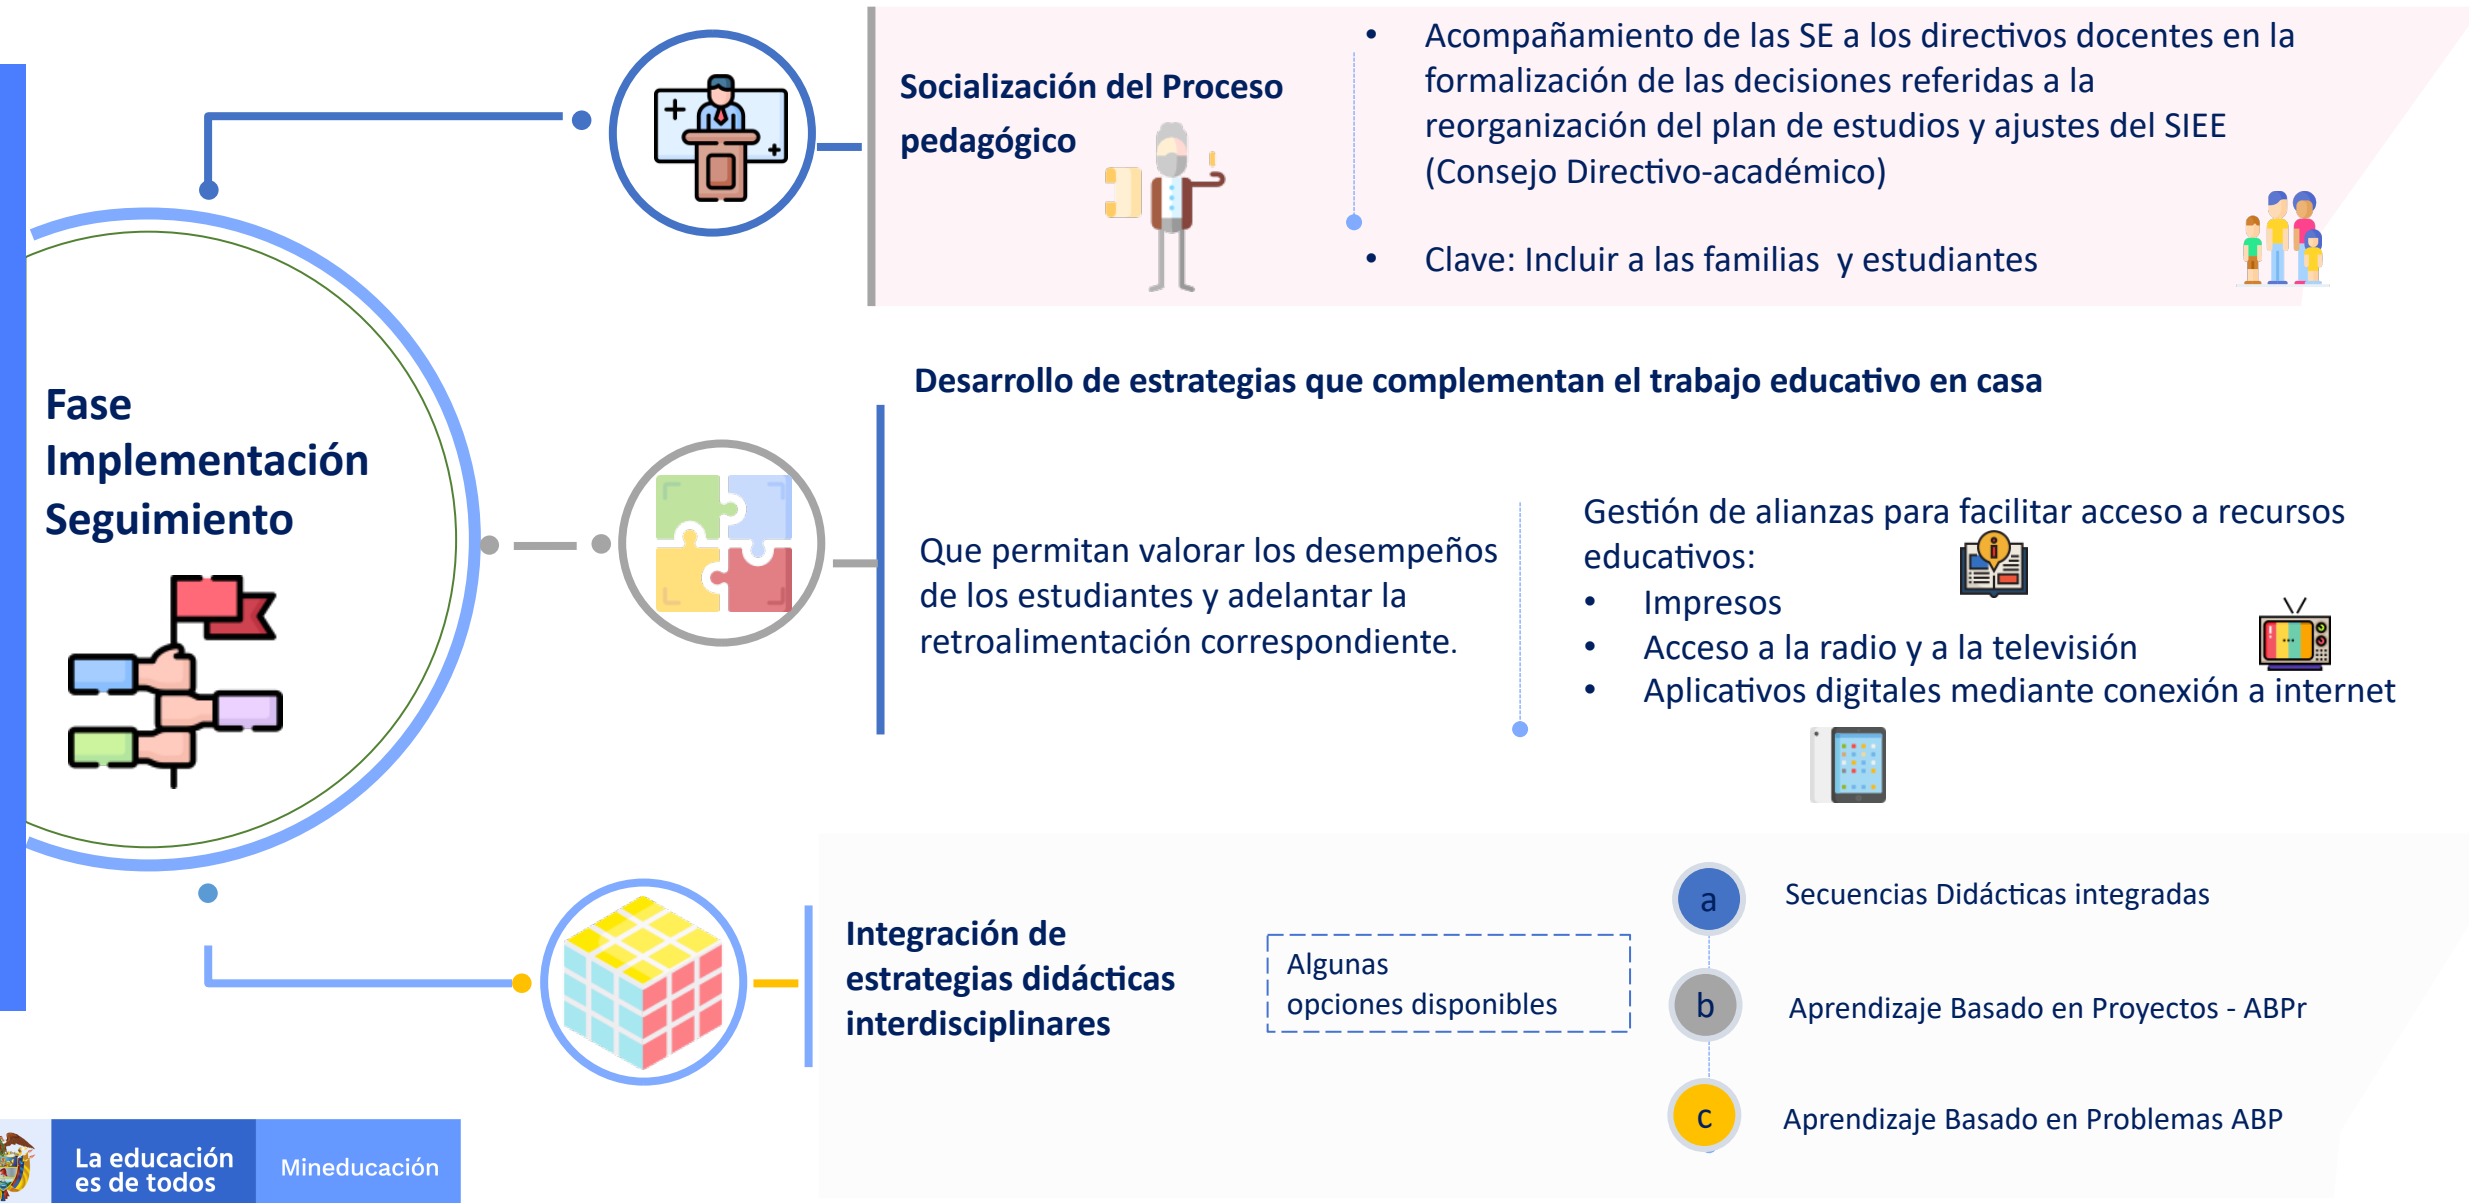 Fase
Implementación
Seguimiento
Socialización del Proceso
pedagógico
• Acompañamiento de las SE a los directivos docentes en la
formalización de las decisiones referidas a la
reorganización del plan de estudios y ajustes del SIEE
(Consejo Directivo-académico)
• Clave: Incluir a las familias y estudiantes
Desarrollo de estrategias que complementan el trabajo educativo en casa
Que permitan valorar los desempeños
de los estudiantes y adelantar la
retroalimentación correspondiente.
Gestión de alianzas para facilitar acceso a recursos
educativos:
• Impresos
• Acceso a la radio y a la televisión
• Aplicativos digitales mediante conexión a internet
Integración de
estrategias didácticas
interdisciplinares
Algunas
opciones disponibles
a Secuencias Didácticas integradas
b Aprendizaje Basado en Proyectos - ABPr
c Aprendizaje Basado en Problemas ABP
La educación
es de todos
Mineducación